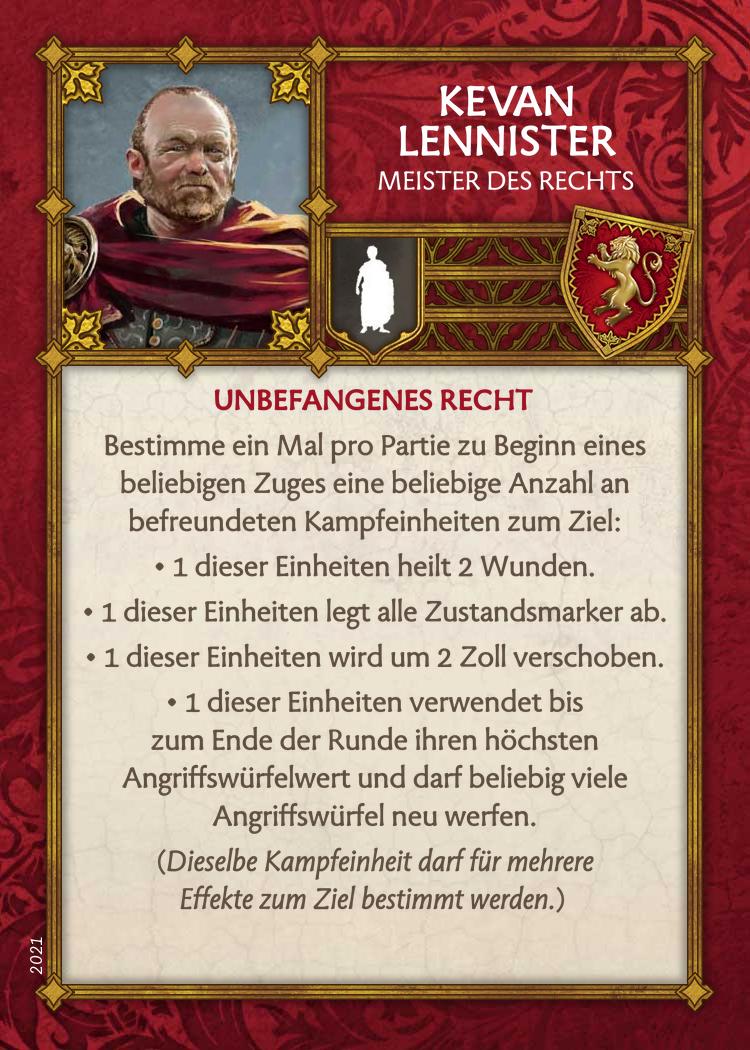 KEVAN
LENNISTER
MEISTER DES RECHTS
UNBEFANGENES RECHT
Bestimme ein Mal pro Partie zu Beginn eines
beliebigen Zuges eine beliebige Anzahl an
befreundeten Kampfeinheiten zum Ziel:
• 1 dieser Einheiten heilt 2 Wunden.
• 1 dieser Einheiten legt alle Zustandsmarker ab.
• 1 dieser Einheiten wird um 2 Zoll verschoben.
• 1 dieser Einheiten verwendet bis
zum Ende der Runde ihren höchsten
Angriffswürfelwert und darf beliebig viele
Angriffswürfel neu werfen.
(Dieselbe Kampfeinheit darf für mehrere
Effekte zum Ziel bestimmt werden.)
2021